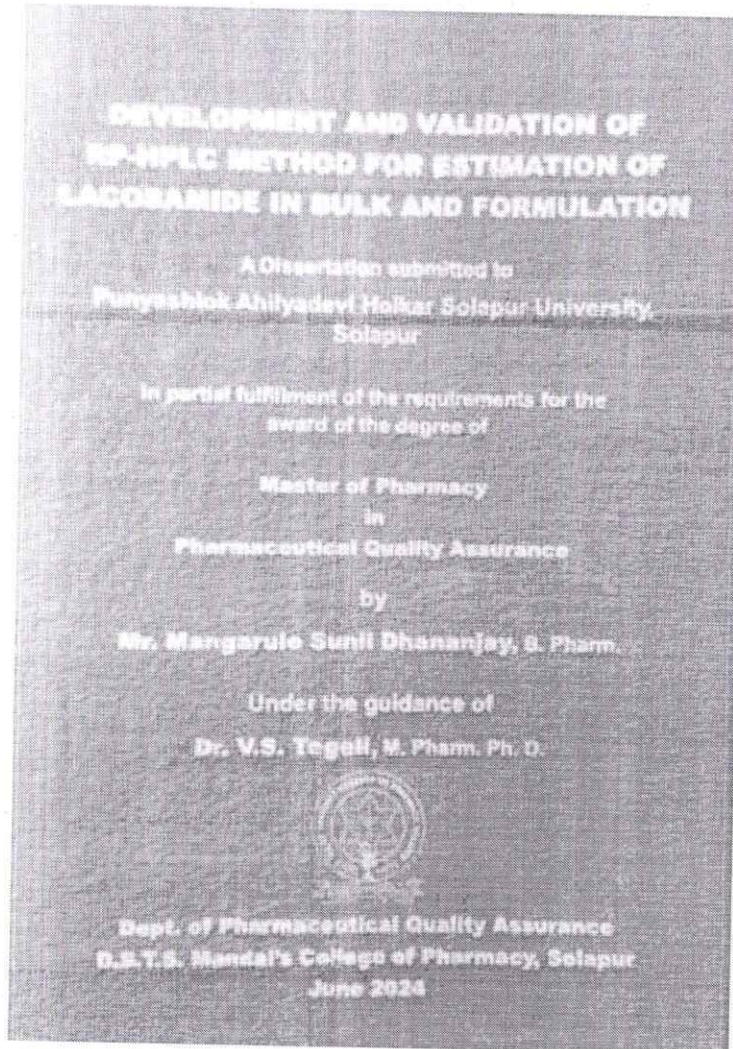 DEVELOPMENT AND VALIDATION OF
RP-HPLC METHOD FOR ESTIMATION OF
LACOSAMIDE IN BULK AND FORMULATION
A Dissertation submitted to
Punyashlok Ahilyadevi Holkar Solapur University,
Solapur
In partial fulfillment of the requirements for the
award of the degree of
Master of Pharmacy
in
Pharmaceutical Quality Assurance
by
Mr. Mangarule Sunil Dhananjay, B. Pharm.
Under the guidance of
Dr. V.S. Tegeli, M. Pharm. Ph. D.
Dept. of Pharmaceutical Quality Assurance
D.S.T.S. Mandal's College of Pharmacy, Solapur
June 2024